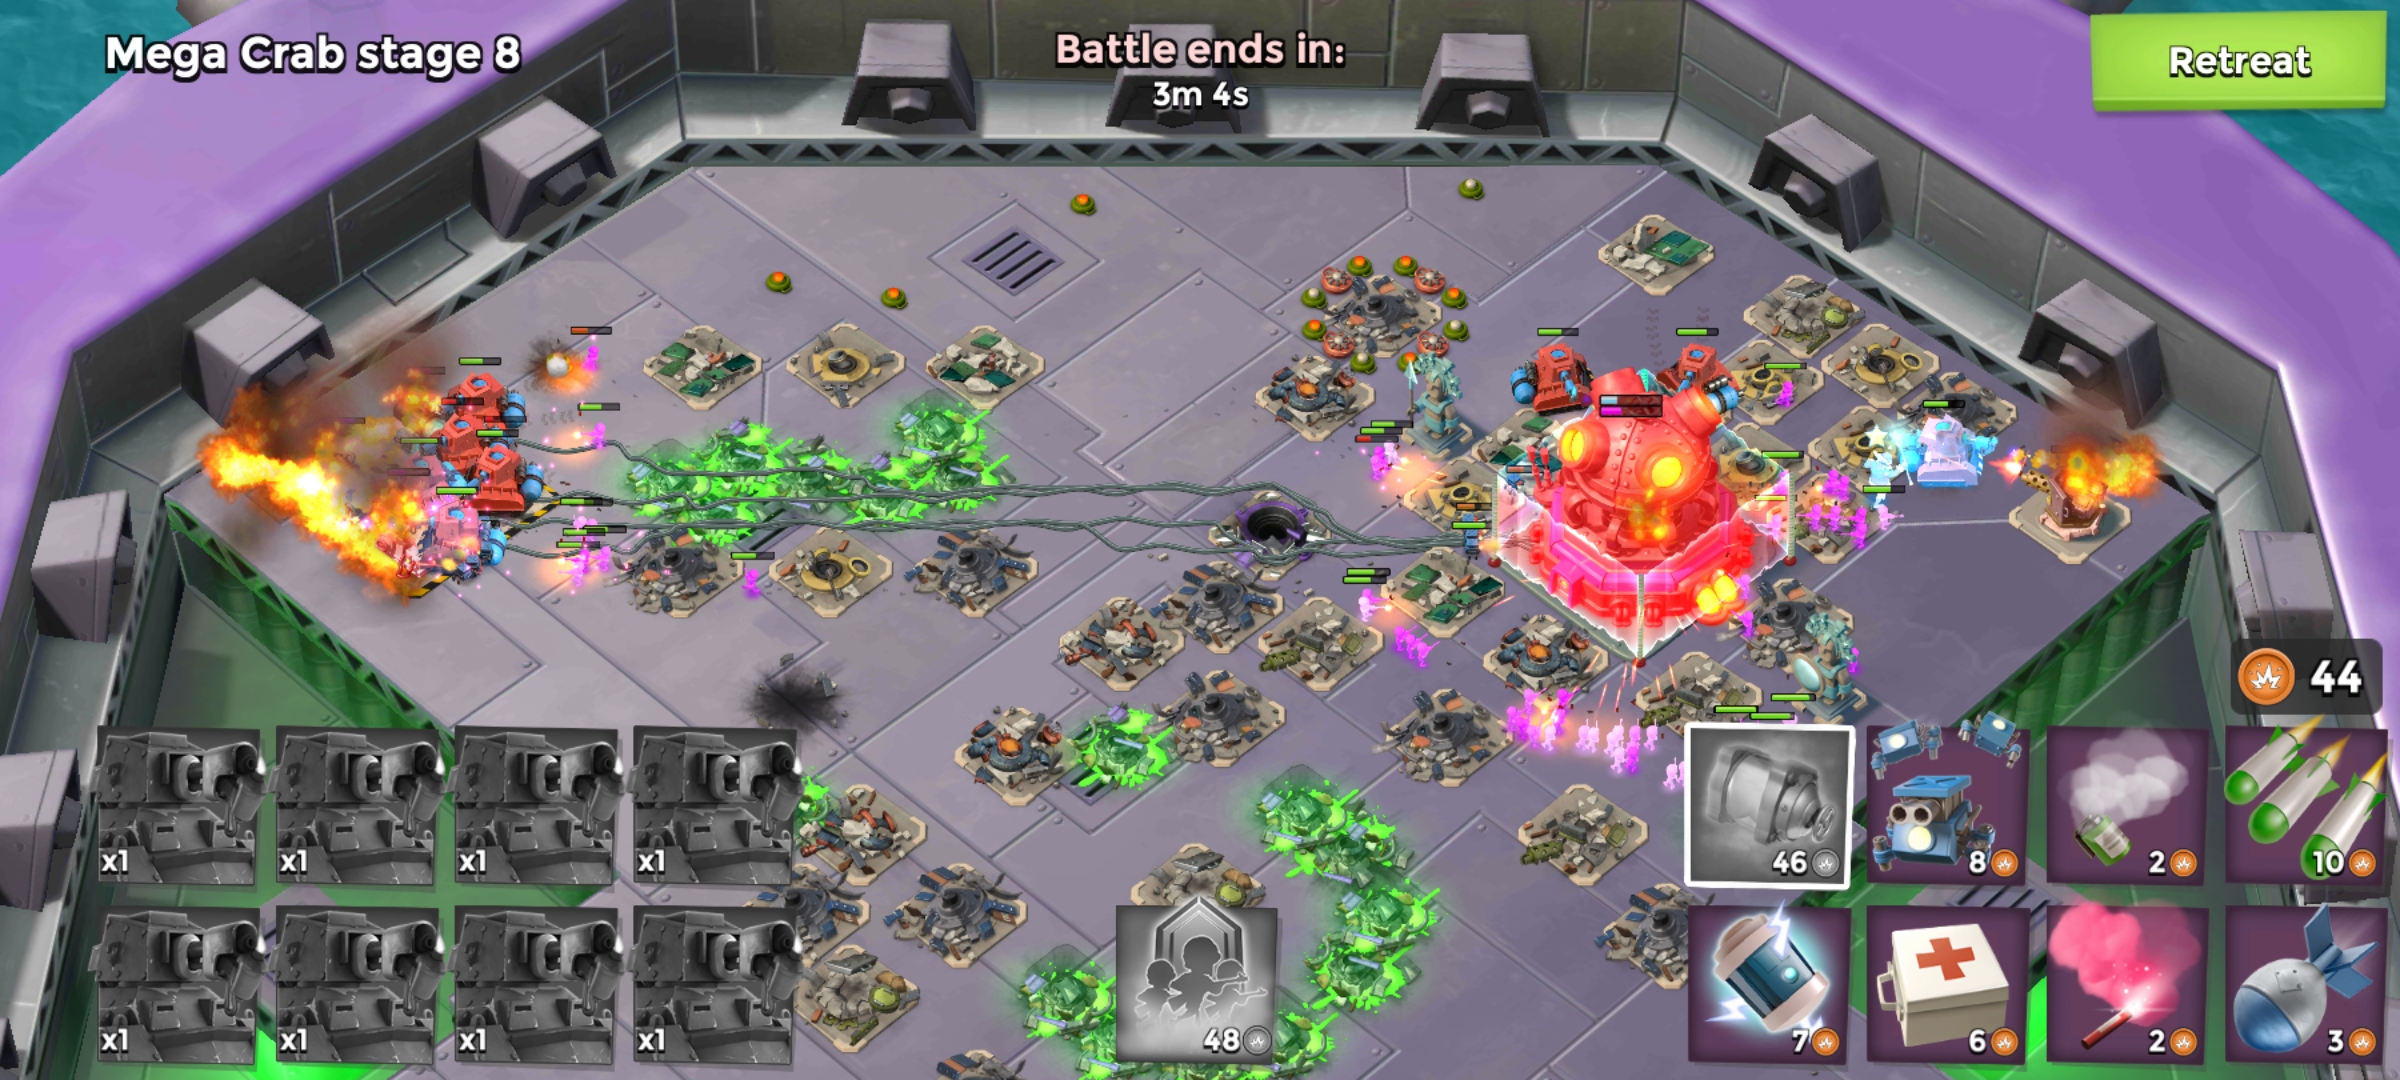 Mega Crab stage 8
Battle ends in:
3m 4s
Retreat
44
x1
x1
x1
x1
46
8
2
10
x1
x1
x1
x1
48
7
6
2
3